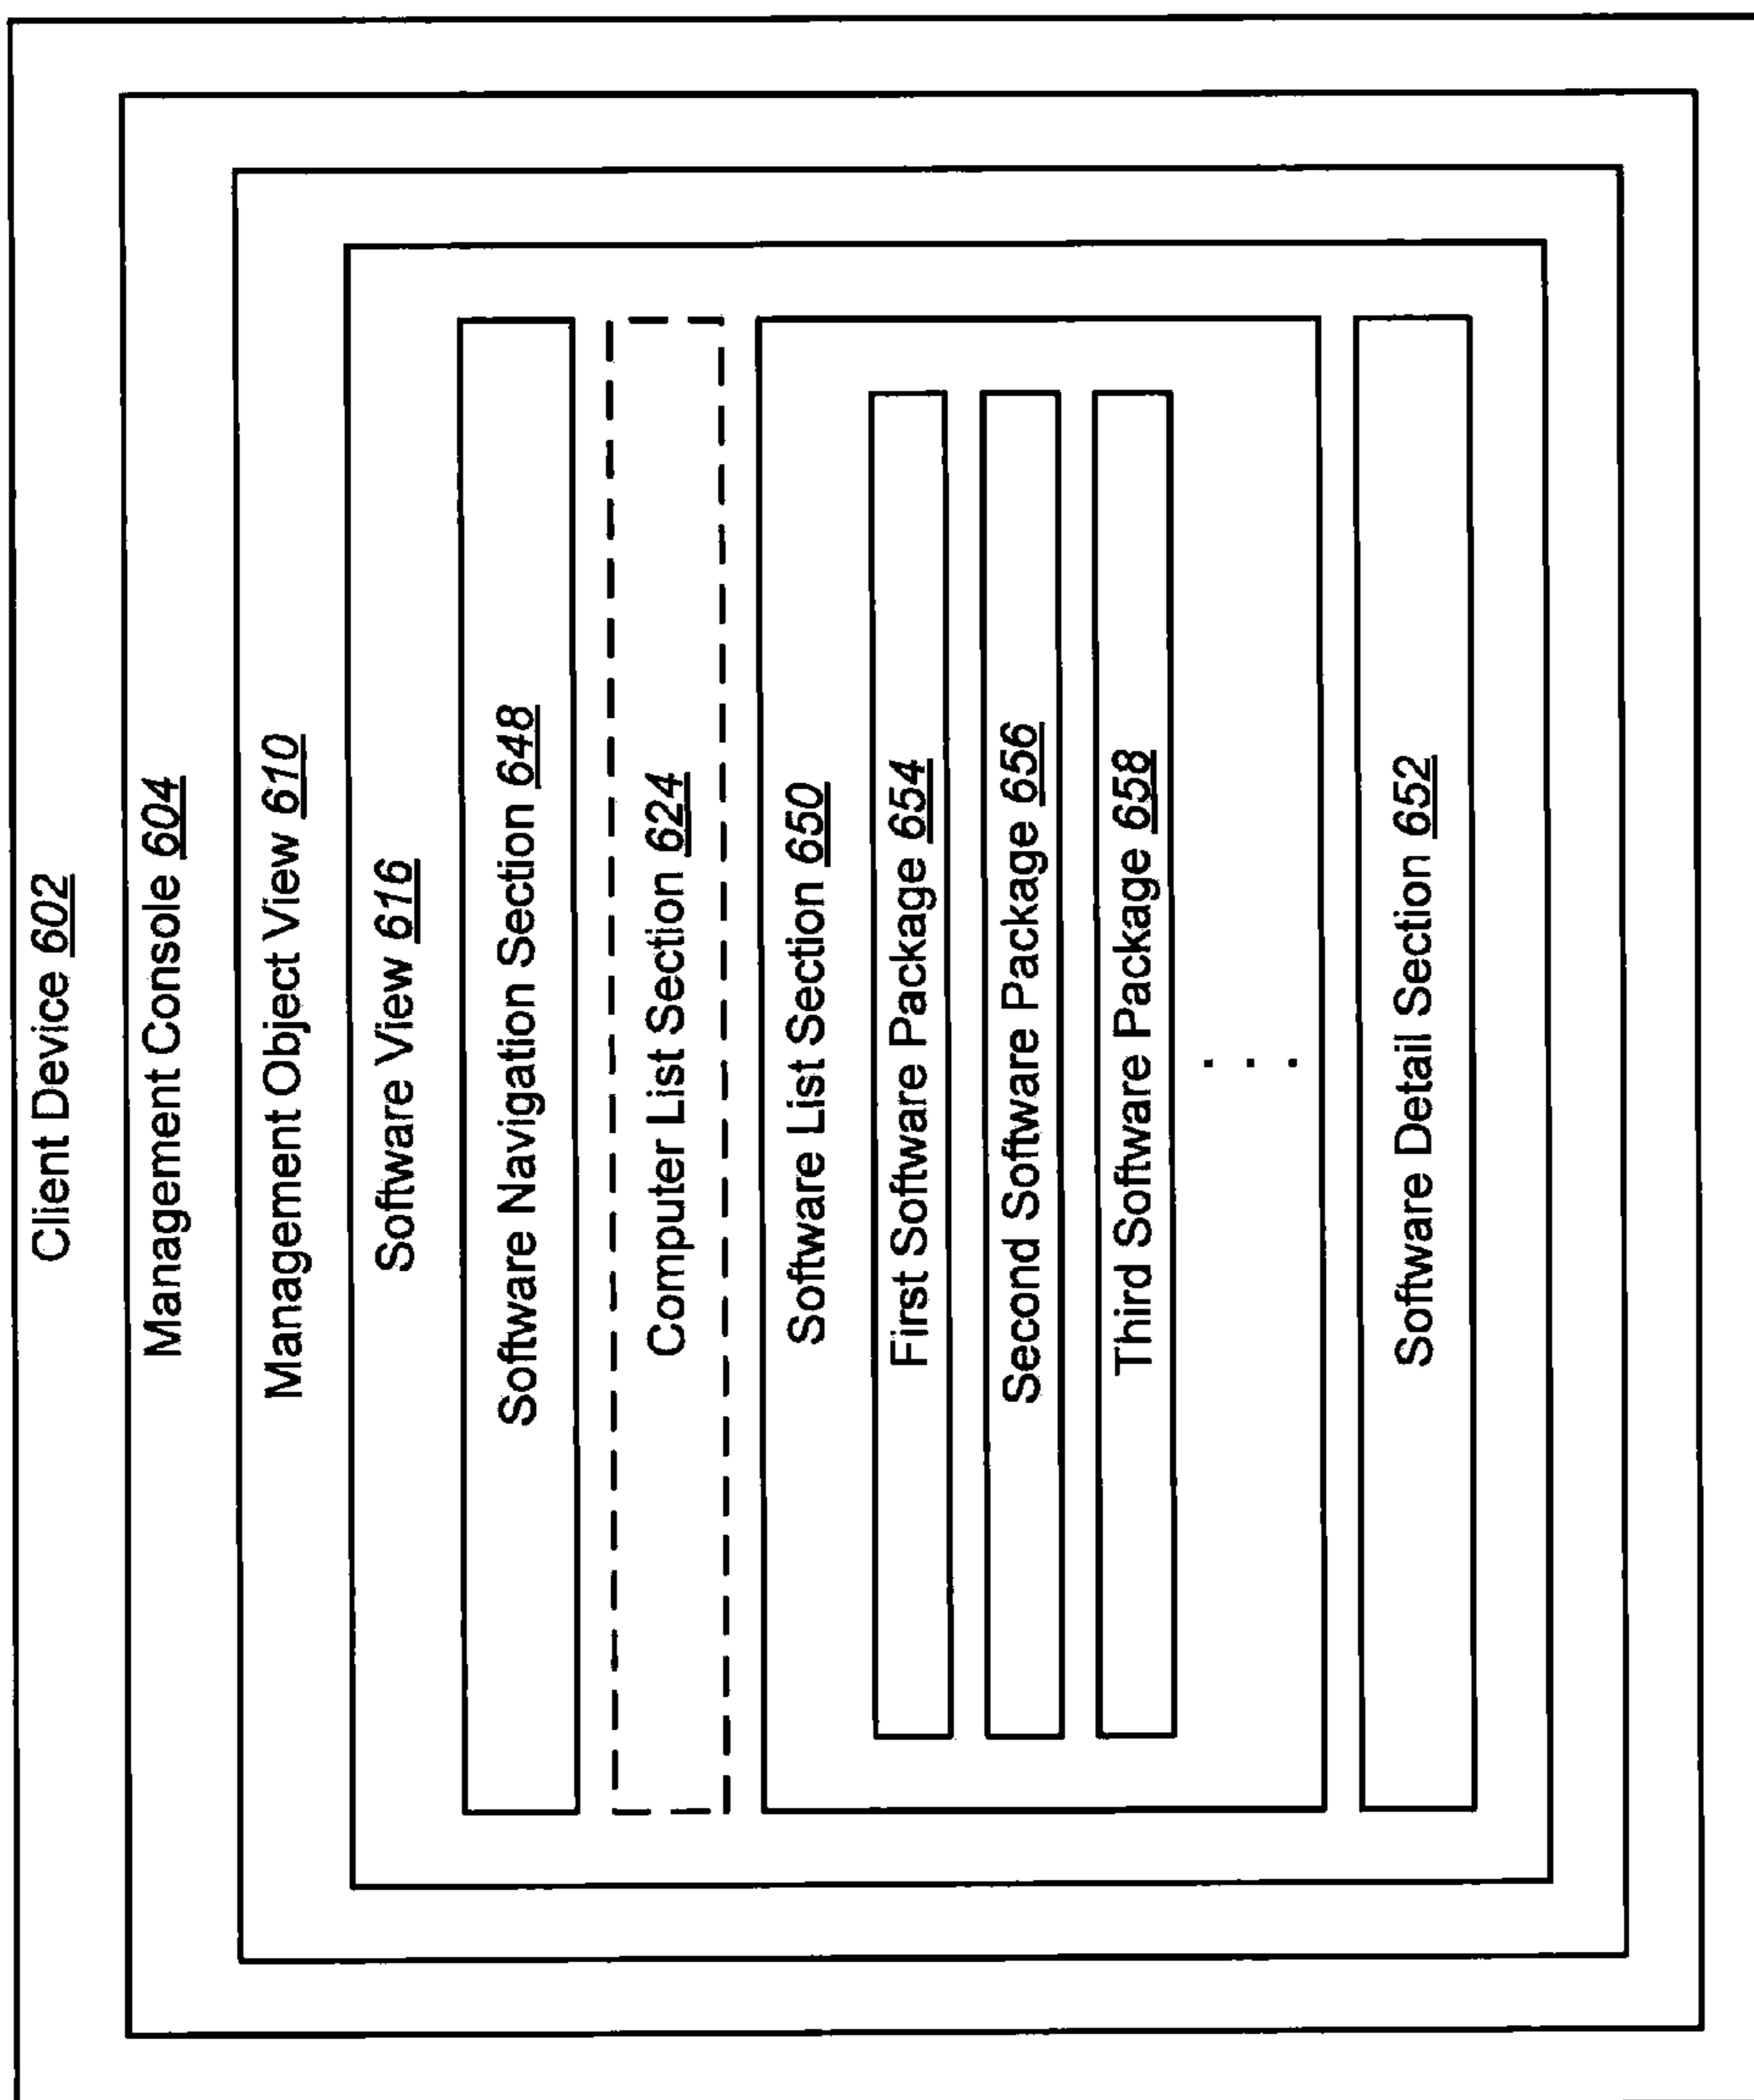 Client Device 602
Management Console 604
Management Object View 610
Software View 616
Software Navigation Section 648
Computer List Section 624
Software List Section 650
First Software Package 654
Second Software Package 656
Third Software Package 658
. . .
Software Detail Section 652